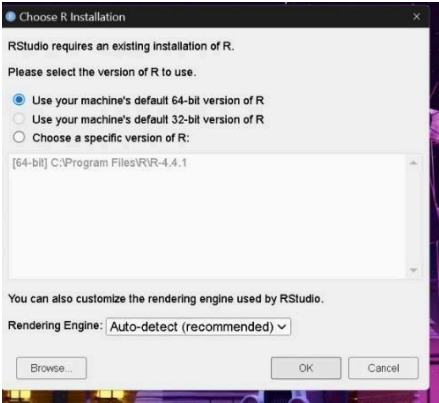 Choose R Installation
RStudio requires an existing installation of R.
Please select the version of R to use.
Use your machine's default 64-bit version of R
Use your machine's default 32-bit version of R
Choose a specific version of R:
[64-bit] C:\Program Files\R\R-4.4.1
You can also customize the rendering engine used by RStudio.
Rendering Engine: Auto-detect (recommended)
Browse... OK Cancel